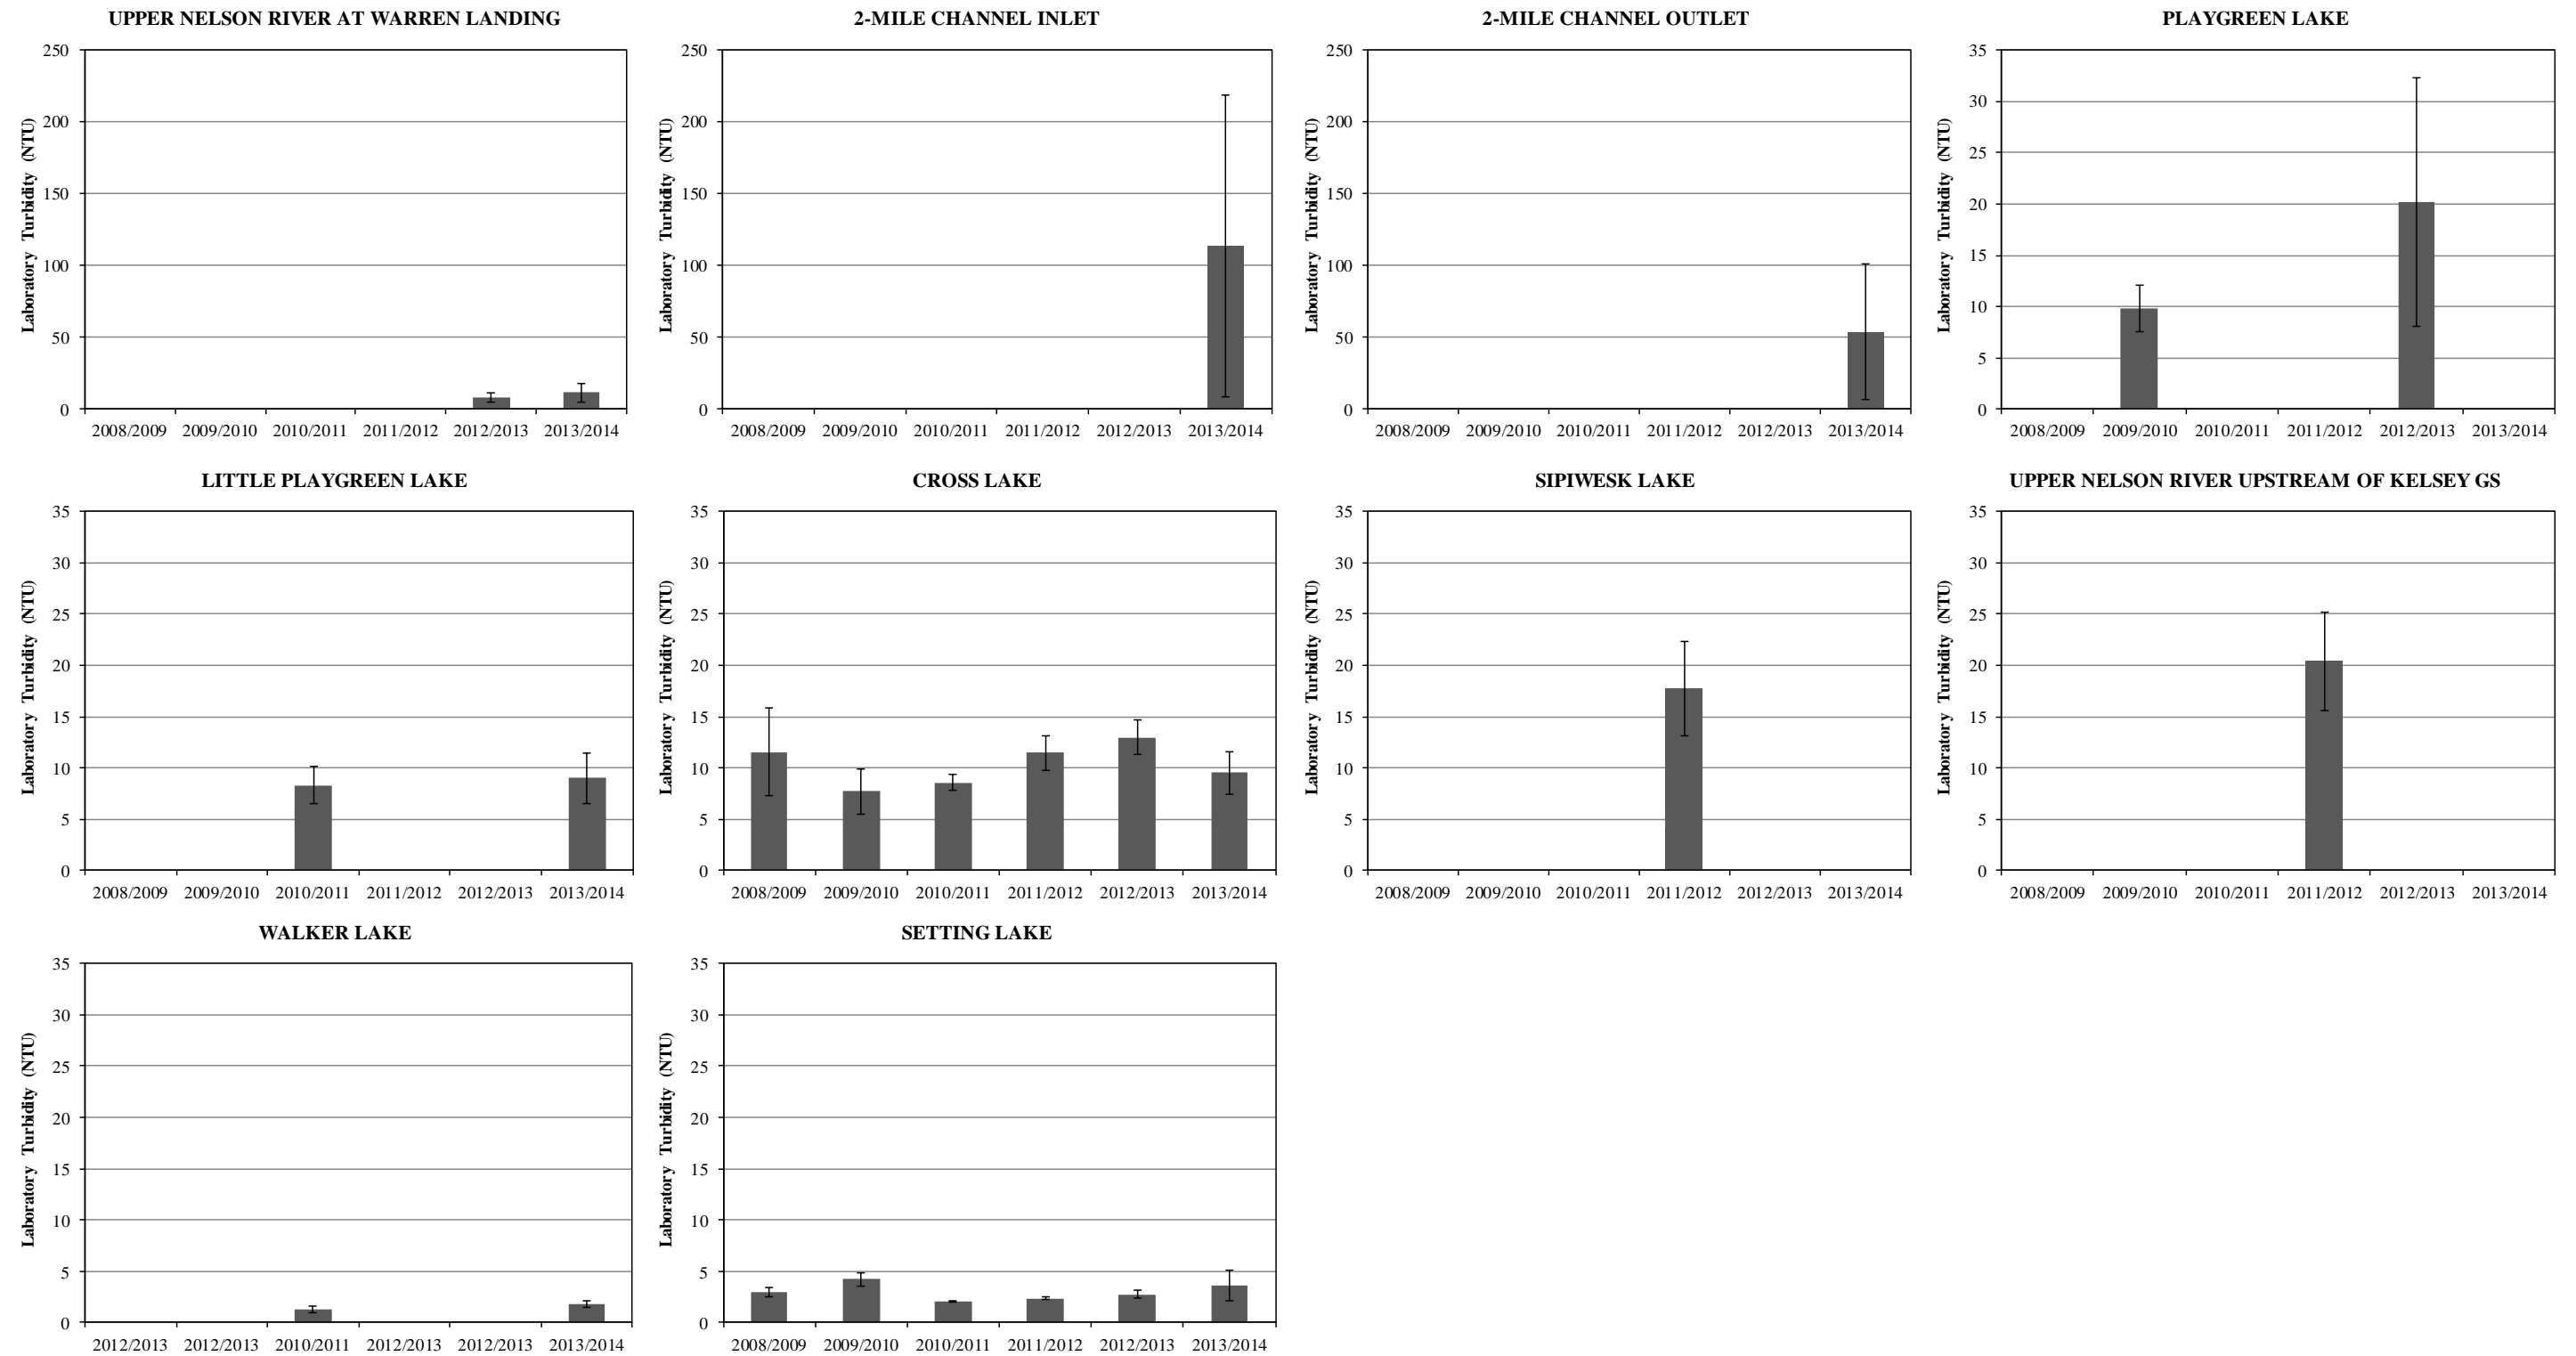 UPPER NELSON RIVER AT WARREN LANDING
Laboratory Turbidity (NTU)
250
200
150
100
50
0
2008/2009 2009/2010 2010/2011 2011/2012 2012/2013 2013/2014
2-MILE CHANNEL INLET
Laboratory Turbidity (NTU)
250
200
150
100
50
0
2008/2009 2009/2010 2010/2011 2011/2012 2012/2013 2013/2014
2-MILE CHANNEL OUTLET
Laboratory Turbidity (NTU)
250
200
150
100
50
0
2008/2009 2009/2010 2010/2011 2011/2012 2012/2013 2013/2014
PLAYGREEN LAKE
Laboratory Turbidity (NTU)
35
30
25
20
15
10
5
0
2008/2009 2009/2010 2010/2011 2011/2012 2012/2013 2013/2014
LITTLE PLAYGREEN LAKE
Laboratory Turbidity (NTU)
35
30
25
20
15
10
5
0
2008/2009 2009/2010 2010/2011 2011/2012 2012/2013 2013/2014
CROSS LAKE
Laboratory Turbidity (NTU)
35
30
25
20
15
10
5
0
2008/2009 2009/2010 2010/2011 2011/2012 2012/2013 2013/2014
SIPIWESK LAKE
Laboratory Turbidity (NTU)
35
30
25
20
15
10
5
0
2008/2009 2009/2010 2010/2011 2011/2012 2012/2013 2013/2014
UPPER NELSON RIVER UPSTREAM OF KELSEY GS
Laboratory Turbidity (NTU)
35
30
25
20
15
10
5
0
2008/2009 2009/2010 2010/2011 2011/2012 2012/2013 2013/2014
WALKER LAKE
Laboratory Turbidity (NTU)
35
30
25
20
15
10
5
0
2012/2013 2012/2013 2010/2011 2012/2013 2012/2013 2013/2014
SETTING LAKE
Laboratory Turbidity (NTU)
35
30
25
20
15
10
5
0
2008/2009 2009/2010 2010/2011 2011/2012 2012/2013 2013/2014